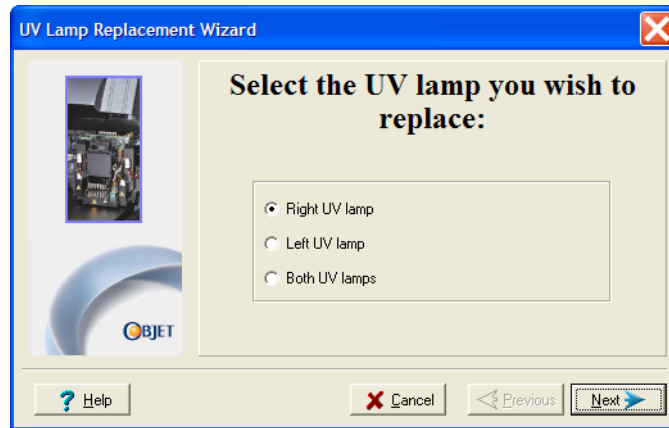 UV Lamp Replacement Wizard
Select the UV lamp you wish to
replace:
Right UV lamp
Left UV lamp
Both UV lamps
OBJET
Help
Cancel
Previous
Next